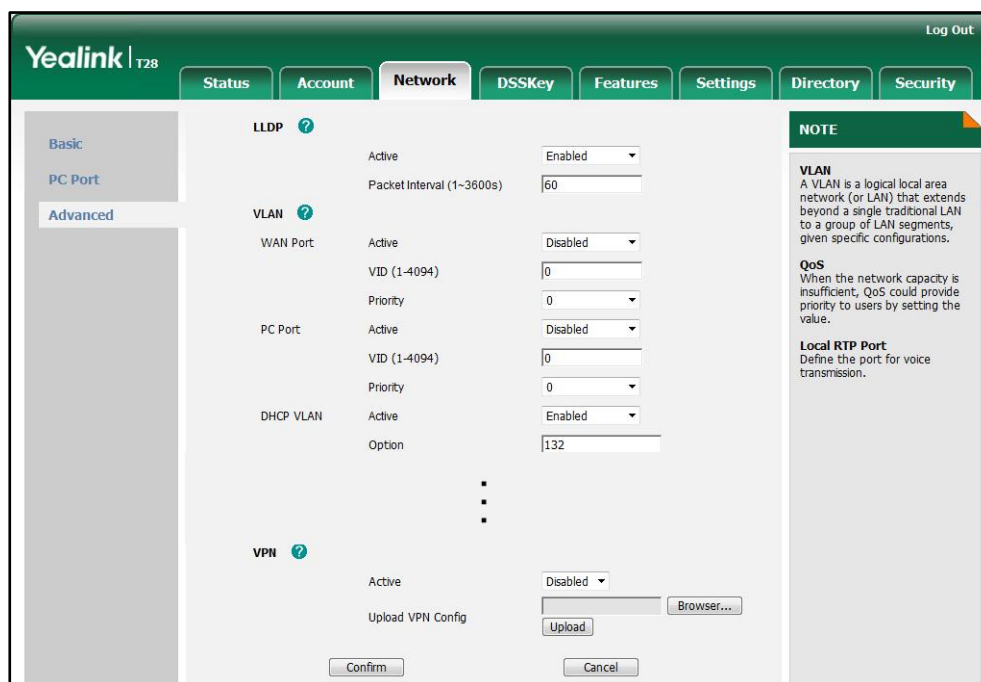 Log Out
Yealink | T28
Status Account Network DSSKey Features Settings Directory Security
Basic
PC Port
Advanced
LLDP ?
Active Enabled
Packet Interval (1~3600s) 60
VLAN ?
WAN Port Active Disabled
VID (1-4094) 0
Priority 0
PC Port Active Disabled
VID (1-4094) 0
Priority 0
DHCP VLAN Active Enabled
Option 132
VPN ?
Active Disabled
Upload VPN Config Browser...
Upload
Confirm Cancel
NOTE
VLAN
A VLAN is a logical local area
network (or LAN) that extends
beyond a single traditional LAN
to a group of LAN segments,
given specific configurations.
QoS
When the network capacity is
insufficient, QoS could provide
priority to users by setting the
value.
Local RTP Port
Define the port for voice
transmission.